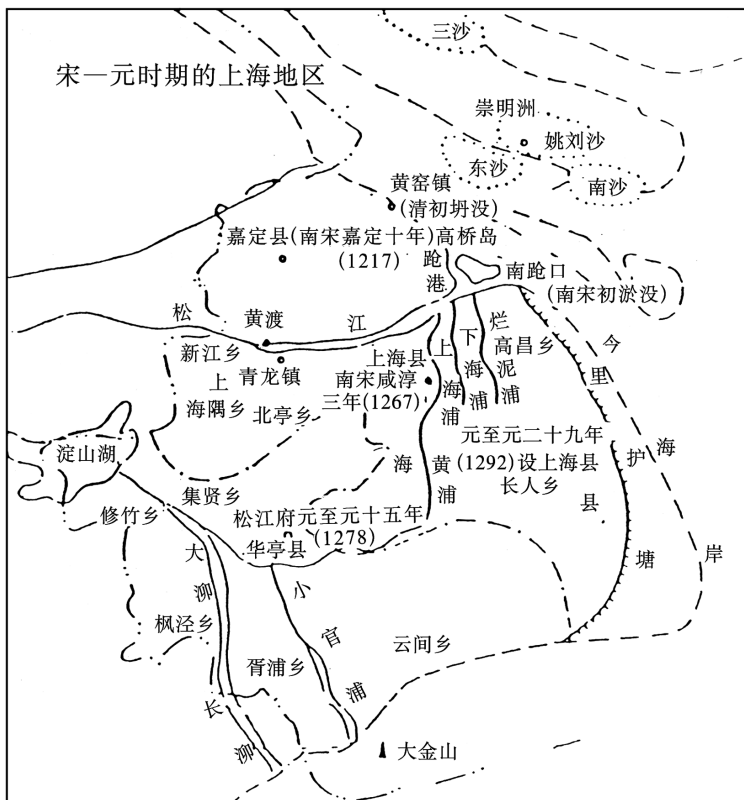 宋—元时期的上海地区
三沙
崇明洲
姚刘沙
东沙
南沙
黄窑镇
(清初坍没)
嘉定县(南宋嘉定十年)
(1217)
高桥岛
跄港
南跄口
(南宋初淤没)
松江
黄渡
新江乡
青龙镇
上海县
南宋咸淳
三年(1267)
上海浦
下海浦
烂泥浦
高昌乡
今海岸
里护塘
上
海隅乡
北亭乡
淀山湖
元至元二十九年
(1292)设上海县
长人乡
海
县
黄浦
集贤乡
修竹乡
松江府元至元十五年
(1278)
华亭县
大泖
长泖
小官浦
枫泾乡
胥浦乡
云间乡
大金山